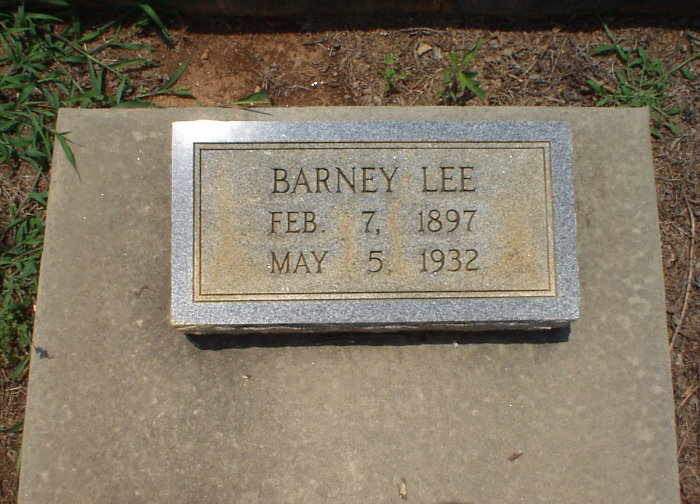 BARNEY LEE
FEB. 7, 1897
MAY 5, 1932